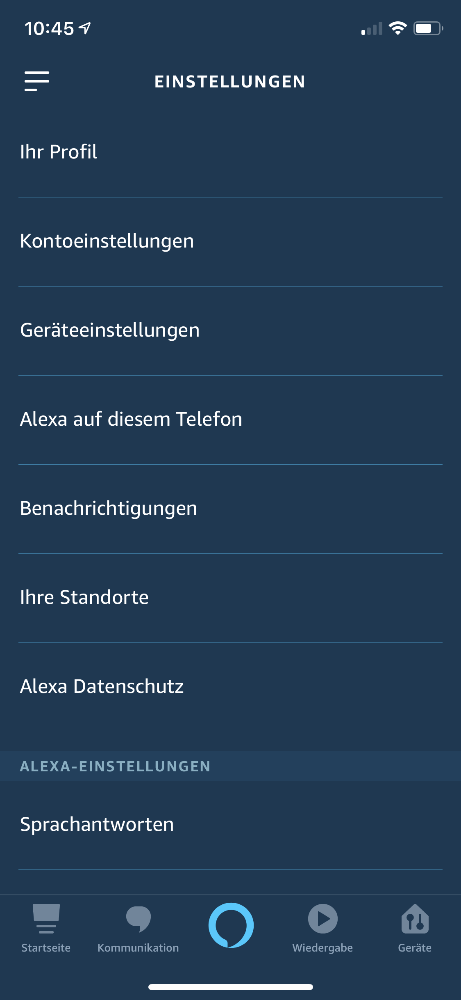 10:45
EINSTELLUNGEN
Ihr Profil
Kontoeinstellungen
Geräteeinstellungen
Alexa auf diesem Telefon
Benachrichtigungen
Ihre Standorte
Alexa Datenschutz
ALEXA-EINSTELLUNGEN
Sprachantworten
Startseite
Kommunikation
Wiedergabe
Geräte